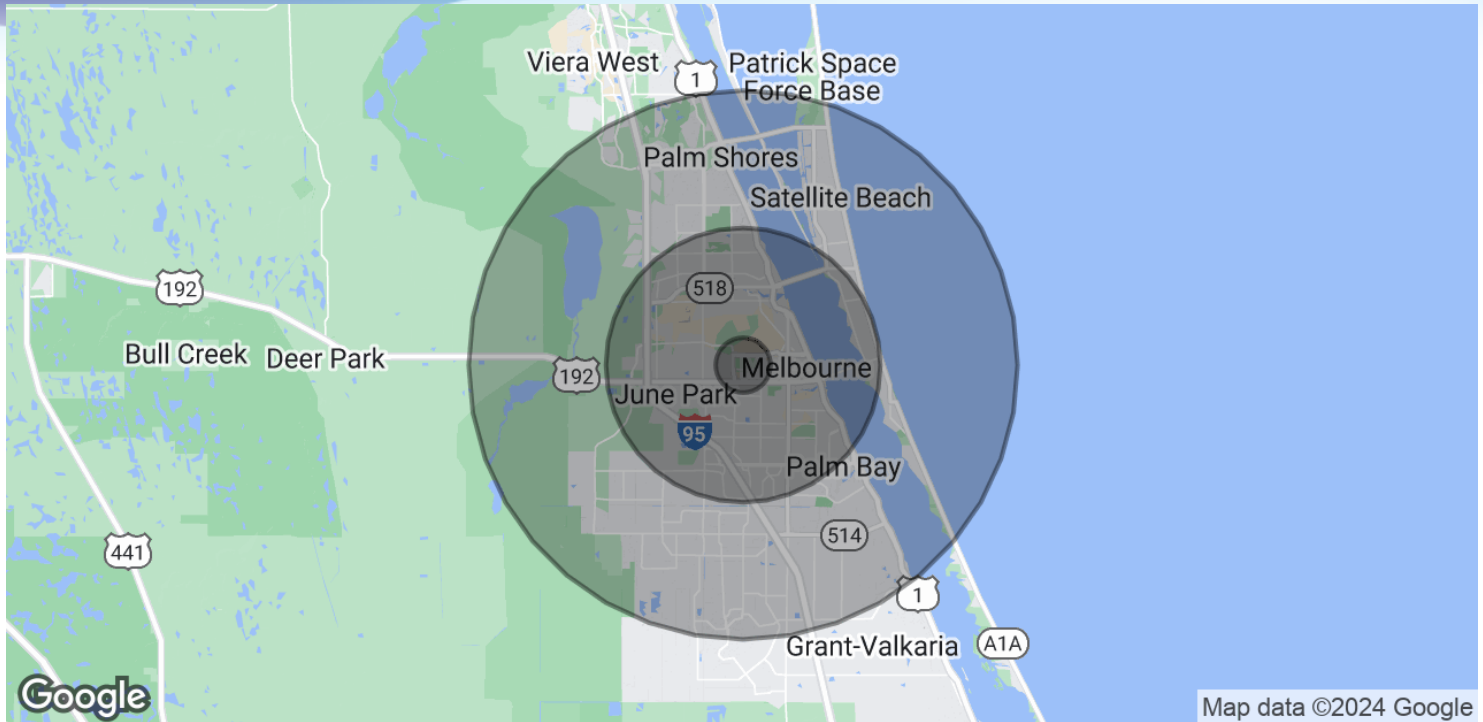 Viera West
1
Patrick Space
Force Base
Palm Shores
Satellite Beach
192
518
Bull Creek
Deer Park
192
Melbourne
June Park
95
Palm Bay
514
441
1
Grant-Valkaria
A1A
Google
Map data ©2024 Google